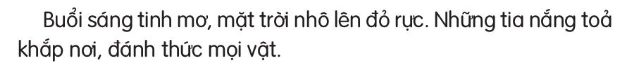 Buổi sáng tinh mơ, mặt trời nhô lên đỏ rực. Những tia nắng toả
khắp nơi, đánh thức mọi vật.